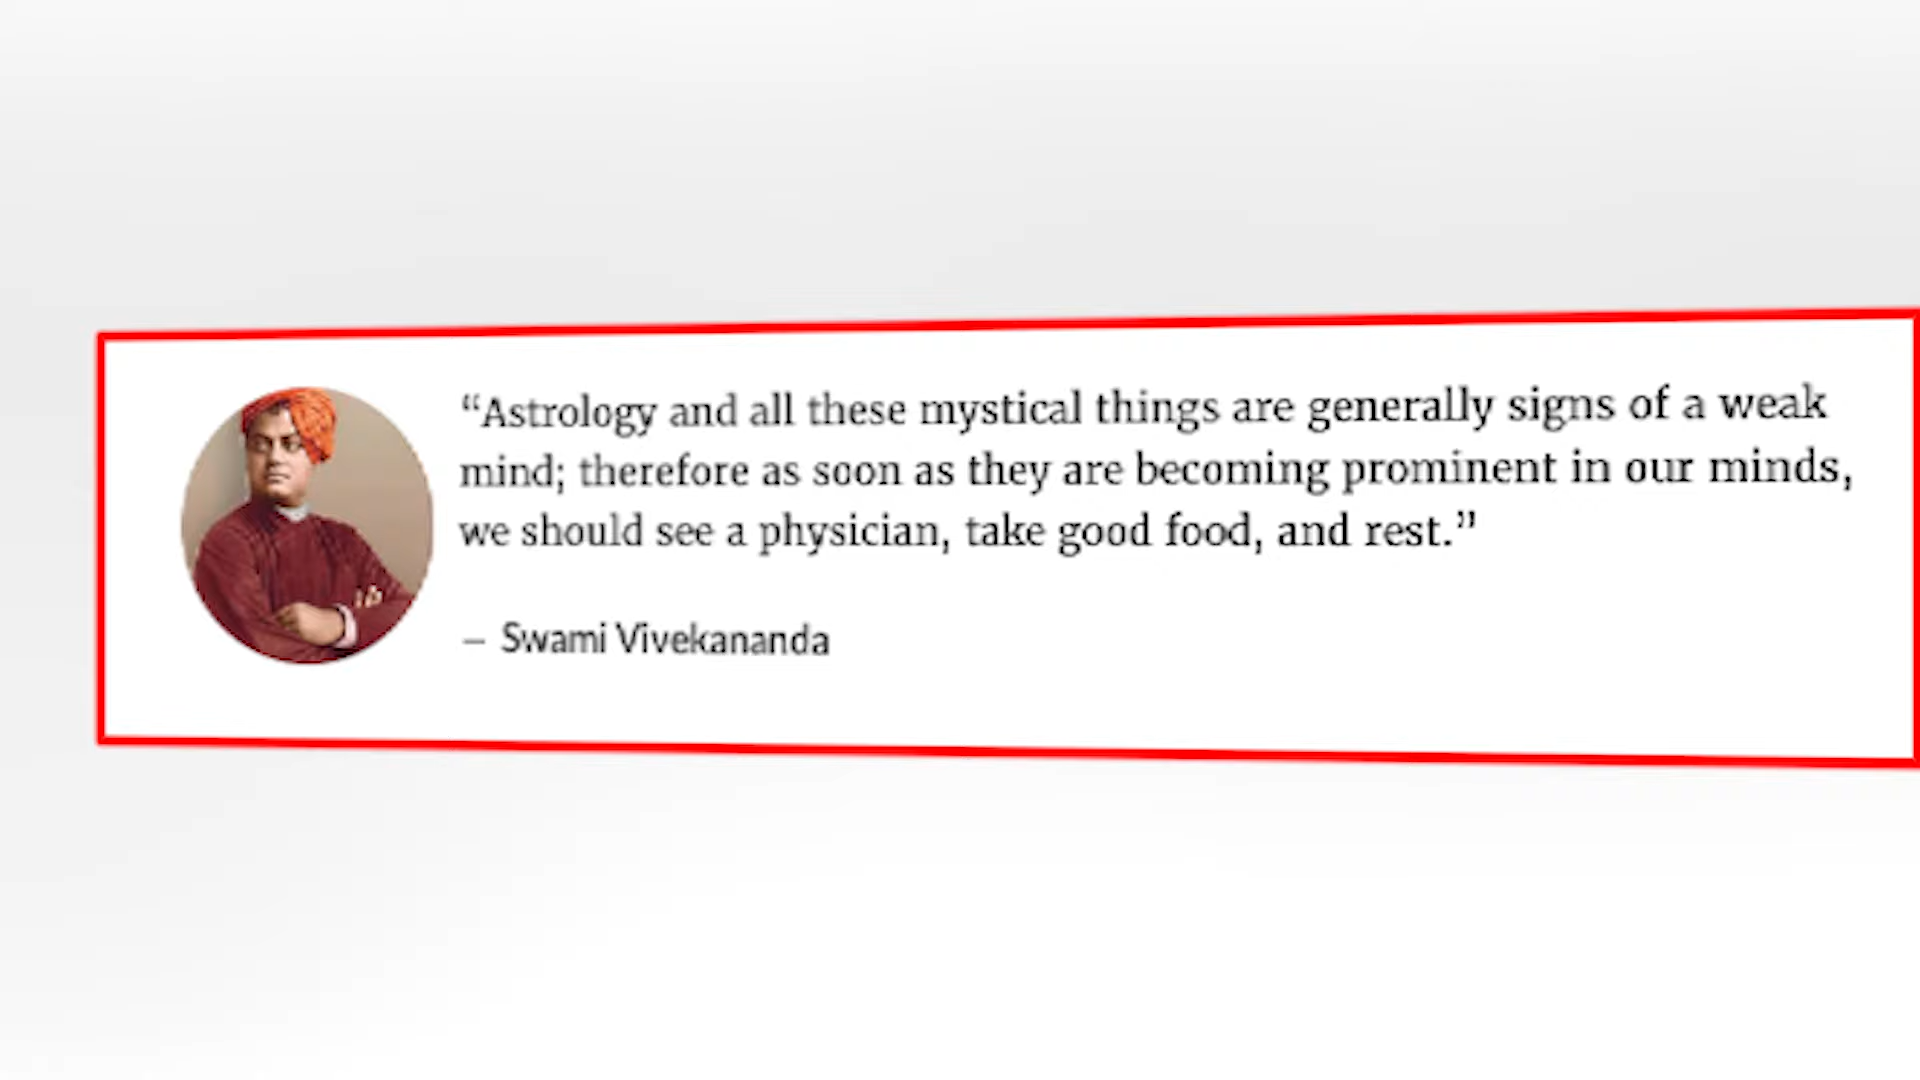 “Astrology and all these mystical things are generally signs of a weak
mind; therefore as soon as they are becoming prominent in our minds,
we should see a physician, take good food, and rest.”
– Swami Vivekananda